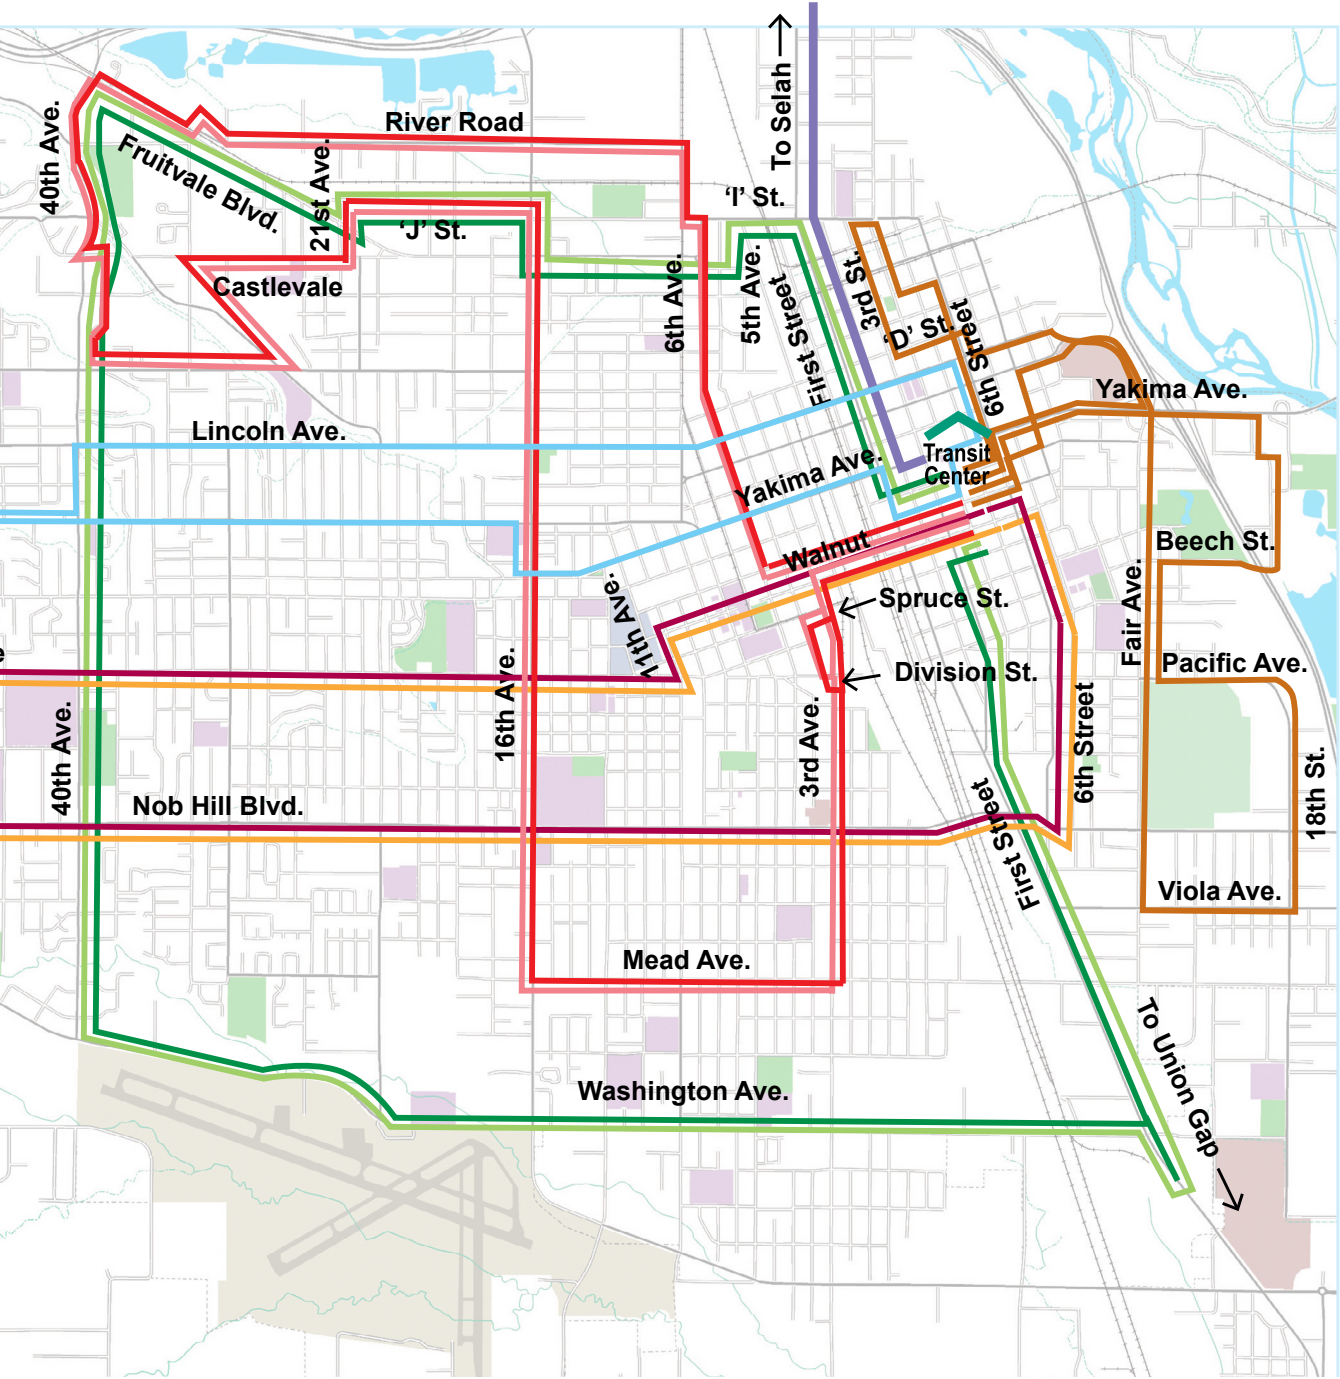 To Selah
River Road
40th Ave.
Fruitvale Blvd.
21st Ave.
‘I’ St.
‘J’ St.
Castlevale
6th Ave.
5th Ave.
First Street
3rd St.
‘D’ St.
6th Street
Yakima Ave.
Lincoln Ave.
Transit
Center
Yakima Ave.
Walnut
Beech St.
11th Ave.
Spruce St.
Fair Ave.
Pacific Ave.
Division St.
16th Ave.
40th Ave.
3rd Ave.
6th Street
18th St.
Nob Hill Blvd.
First Street
Viola Ave.
Mead Ave.
To Union Gap
Washington Ave.